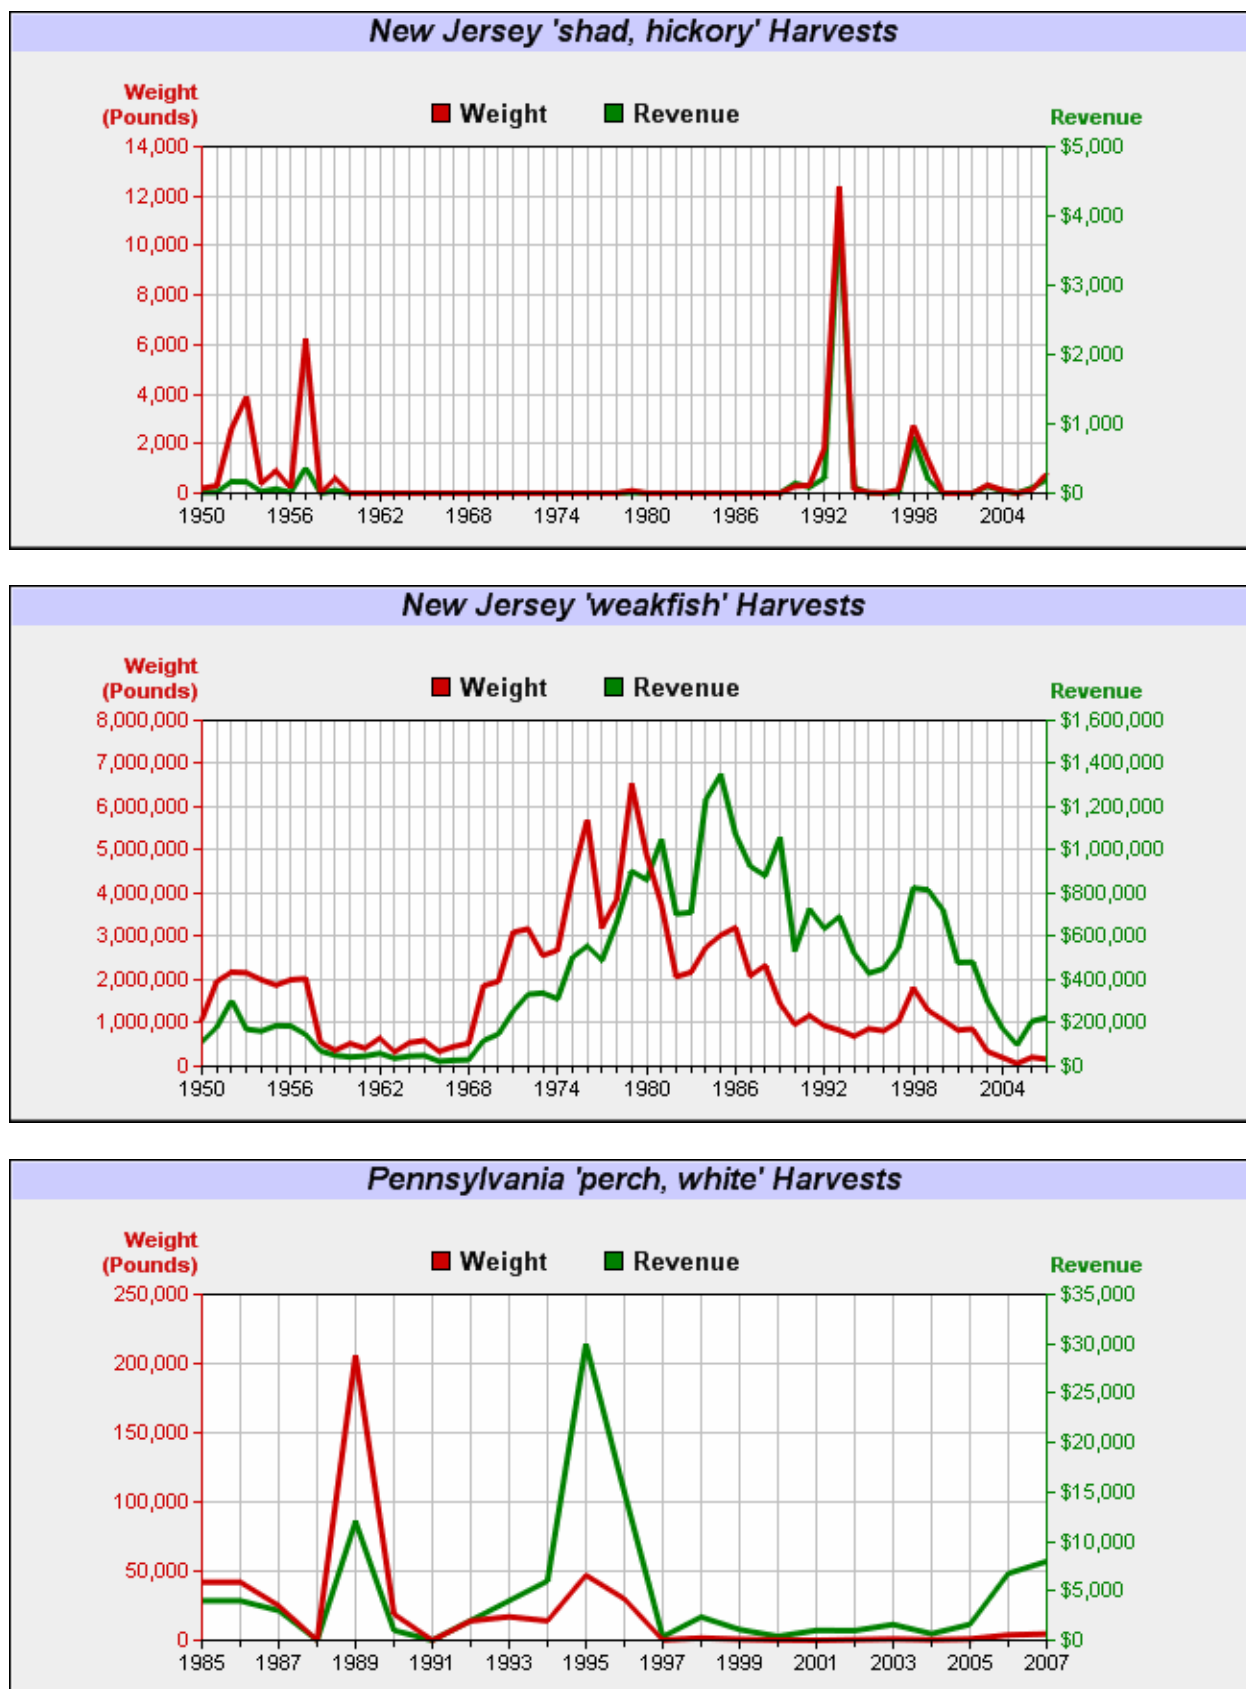 New Jersey 'shad, hickory' Harvests
Weight
(Pounds)
Weight
Revenue
Revenue
14,000
$5,000
12,000
$4,000
10,000
8,000
$3,000
6,000
$2,000
4,000
$1,000
2,000
0
$0
1950 1956 1962 1968 1974 1980 1986 1992 1998 2004
New Jersey 'weakfish' Harvests
Weight
(Pounds)
Weight
Revenue
Revenue
8,000,000
$1,600,000
7,000,000
$1,400,000
6,000,000
$1,200,000
5,000,000
$1,000,000
4,000,000
$800,000
3,000,000
$600,000
2,000,000
$400,000
1,000,000
$200,000
0
$0
1950 1956 1962 1968 1974 1980 1986 1992 1998 2004
Pennsylvania 'perch, white' Harvests
Weight
(Pounds)
Weight
Revenue
Revenue
250,000
$35,000
$30,000
200,000
$25,000
150,000
$20,000
$15,000
100,000
$10,000
50,000
$5,000
0
$0
1985 1987 1989 1991 1993 1995 1997 1999 2001 2003 2005 2007